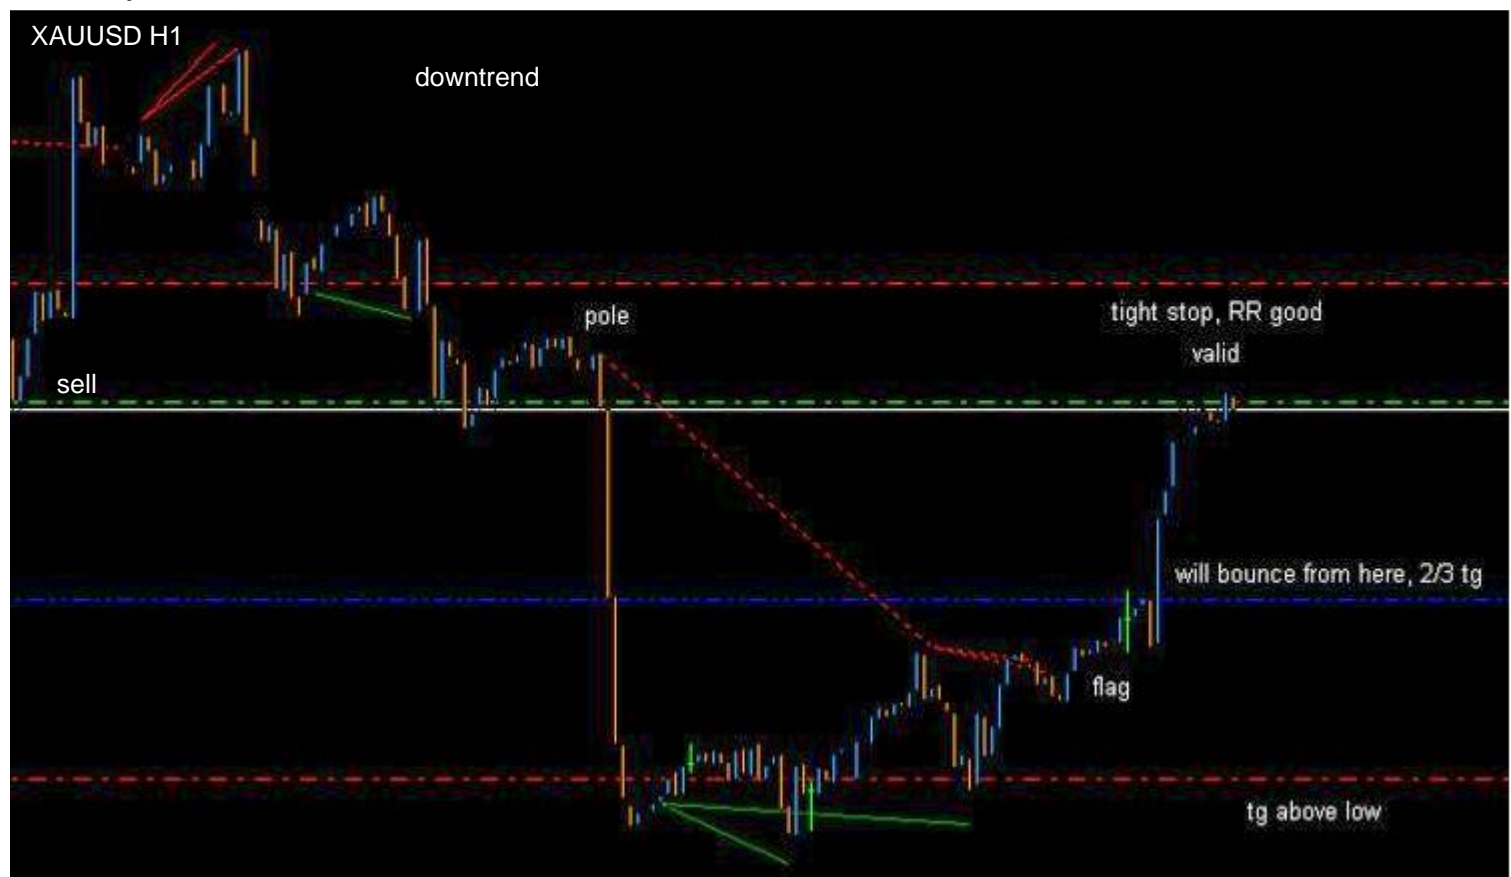 XAUUSD H1
downtrend
pole
tight stop, RR good
valid
sell
will bounce from here, 2/3 tg
flag
tg above low